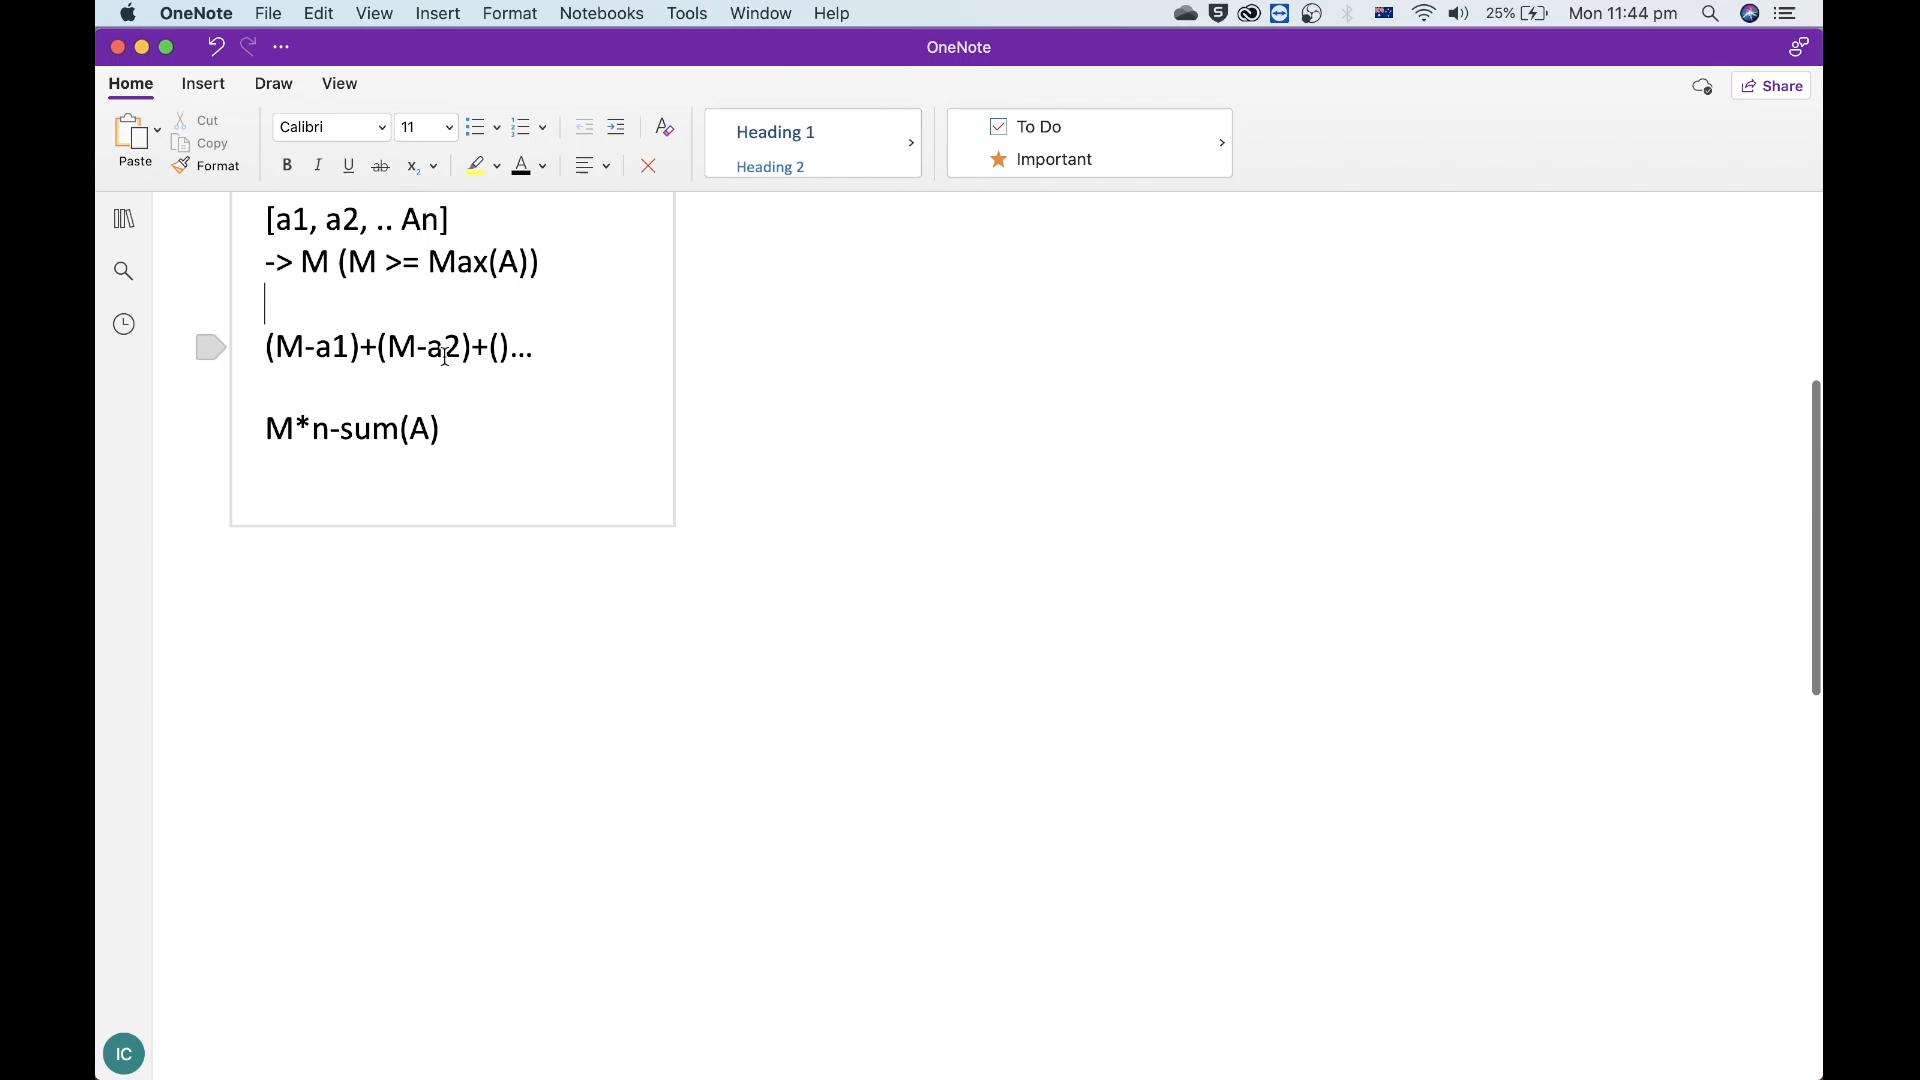 OneNote File Edit View Insert Format Notebooks Tools Window Help 25% Mon 11:44 pm
OneNote
Home Insert Draw View Share
Paste Cut Copy Format
Calibri 11
B I U ab X₂ A
Heading 1
Heading 2
To Do
Important
[a1, a2, .. An]
-> M (M >= Max(A))
(M-a1)+(M-a2)+()...
M*n-sum(A)
IC